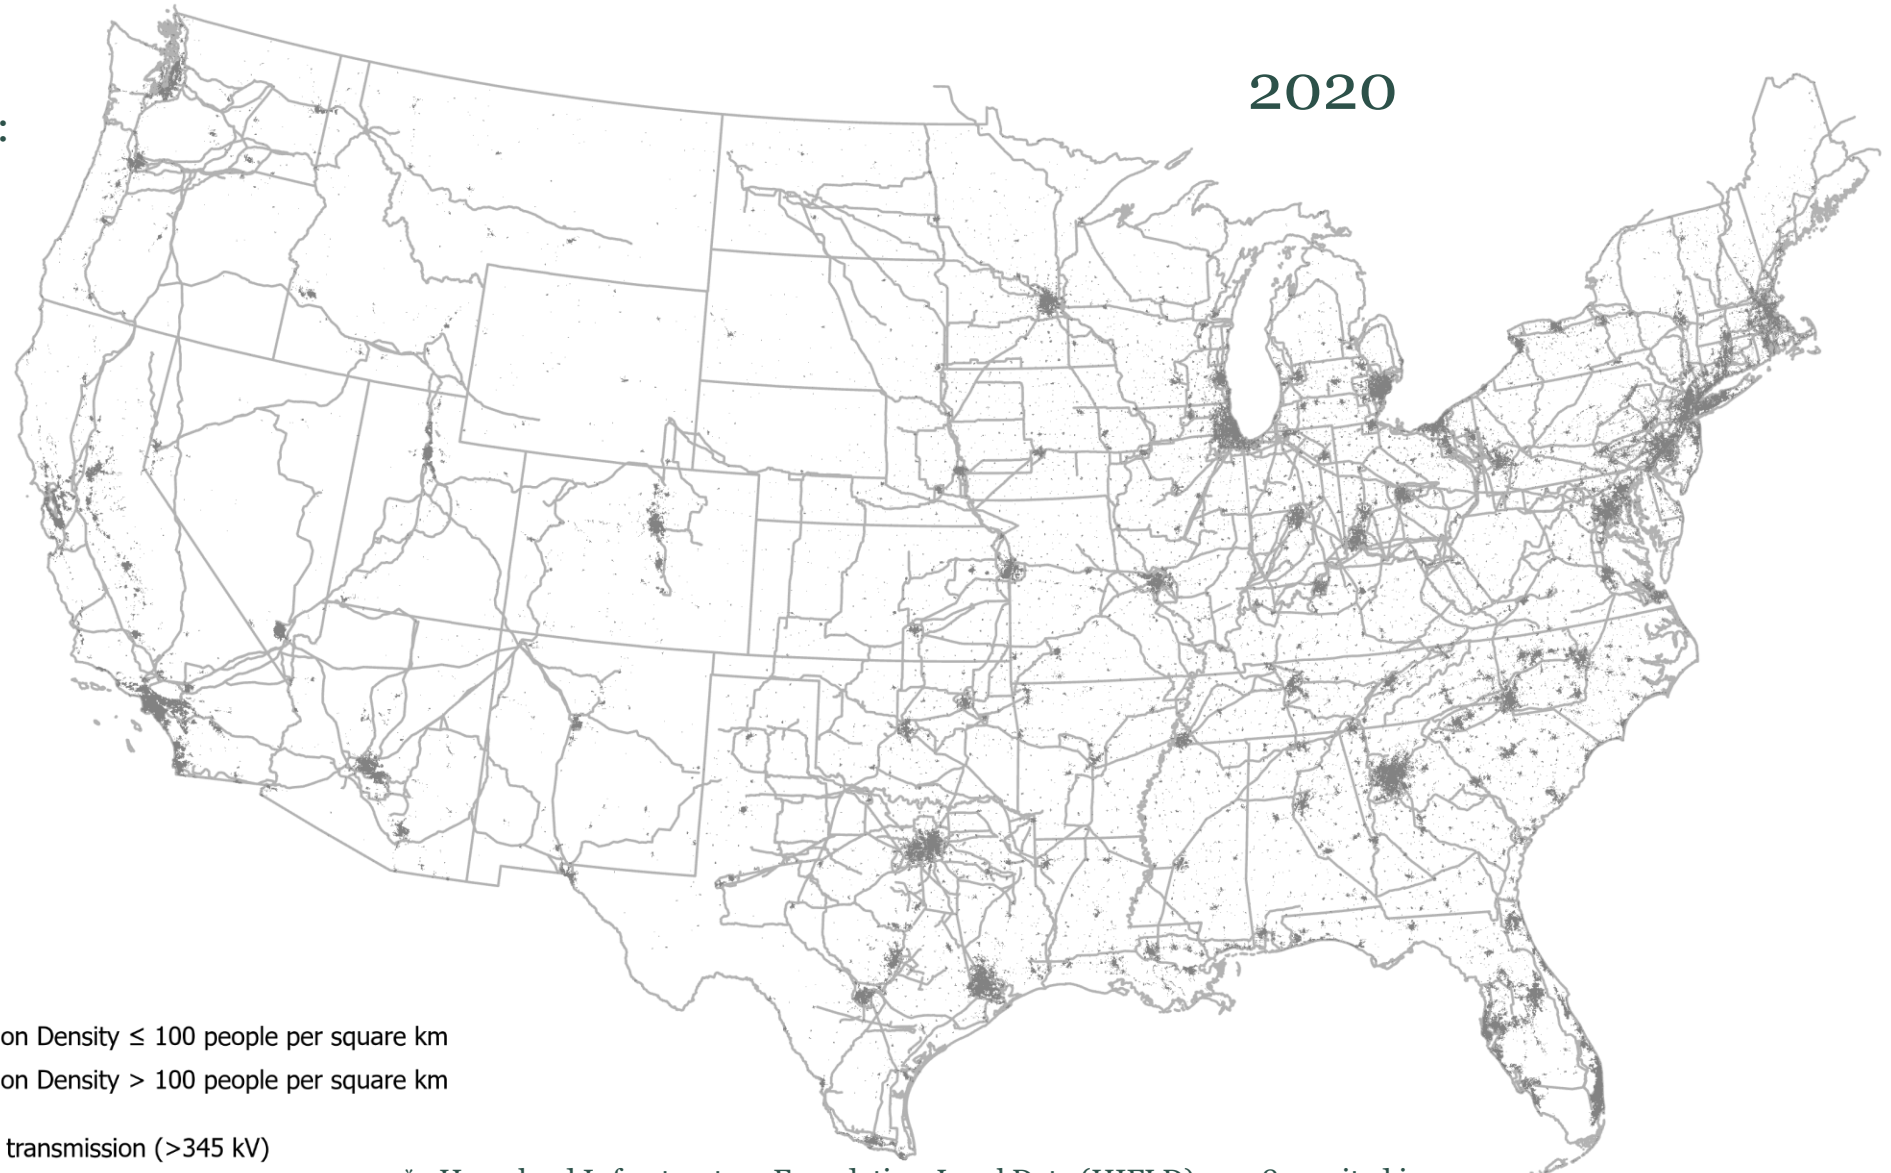 2020
:
on Density ≤ 100 people per square km
on Density > 100 people per square km
transmission (>345 kV)